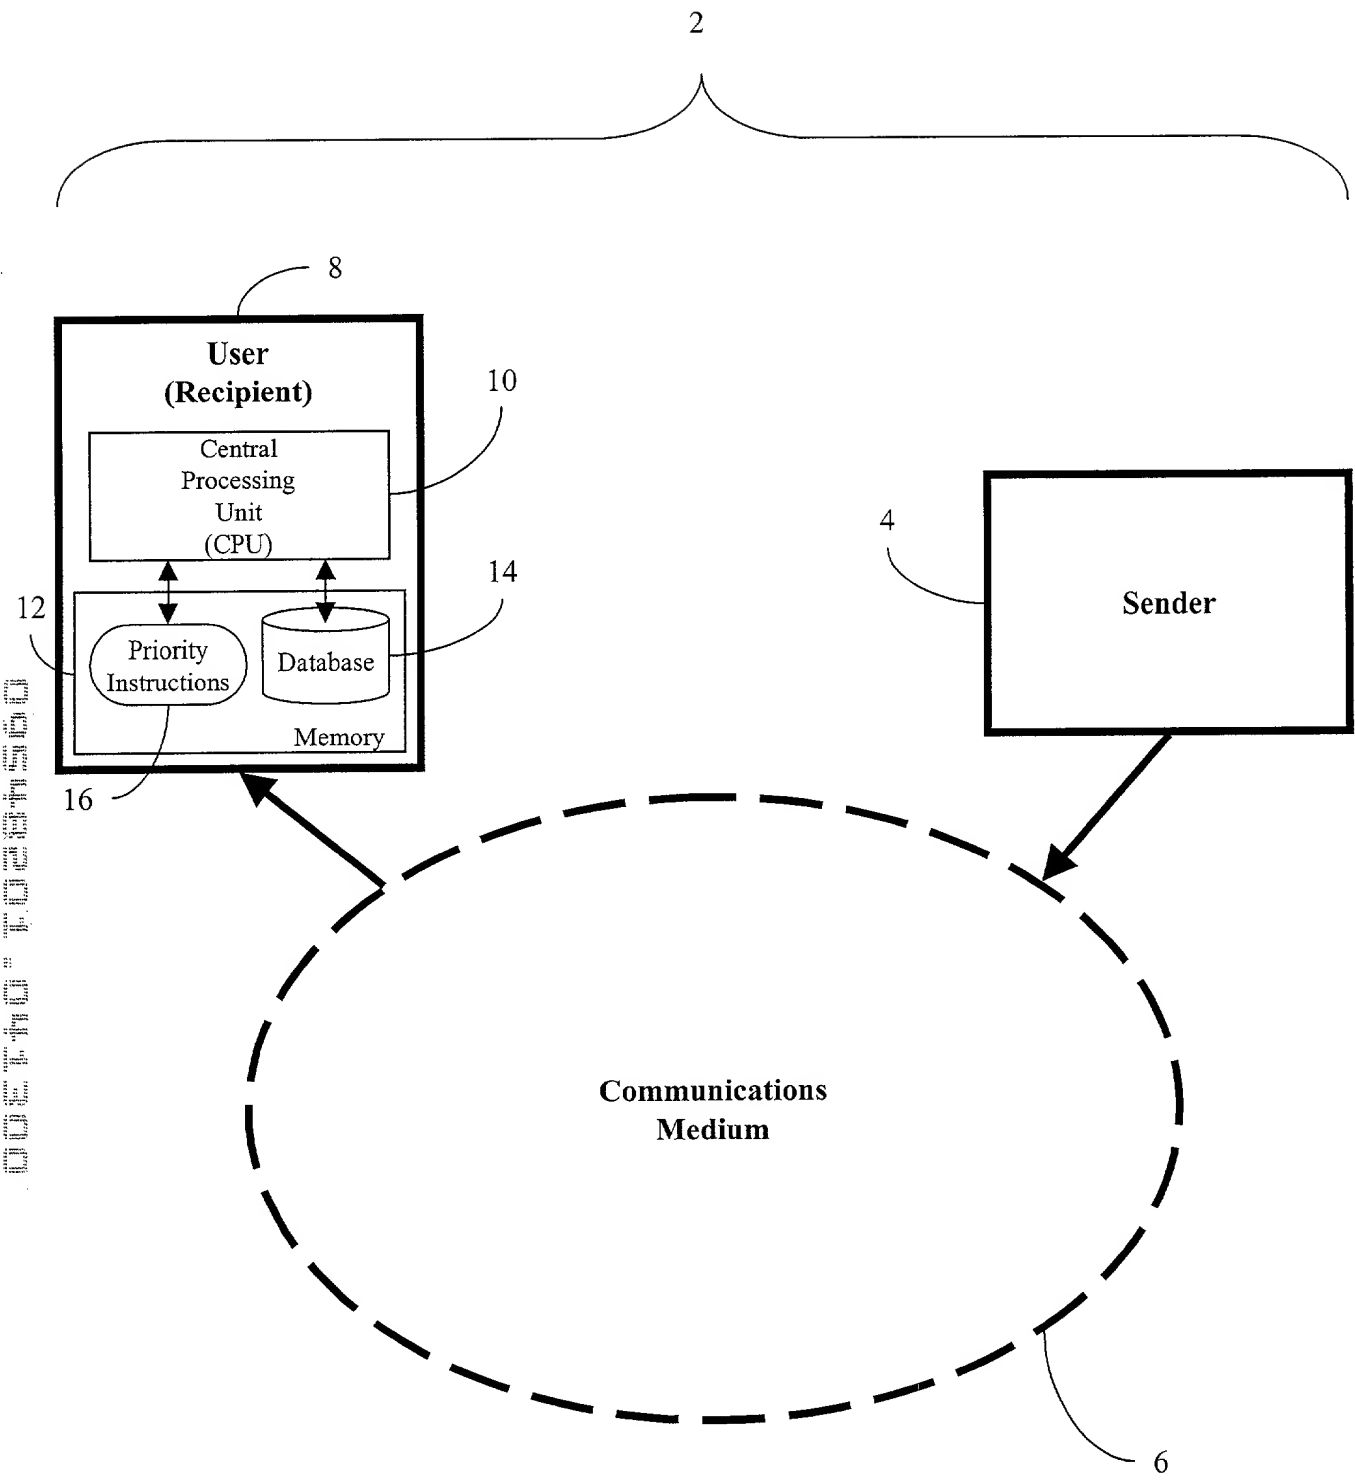 2
8
User
(Recipient)
10
Central
Processing
Unit
(CPU)
4
14
12
Sender
Priority
Instructions
Database
Memory
16
Communications
Medium
6